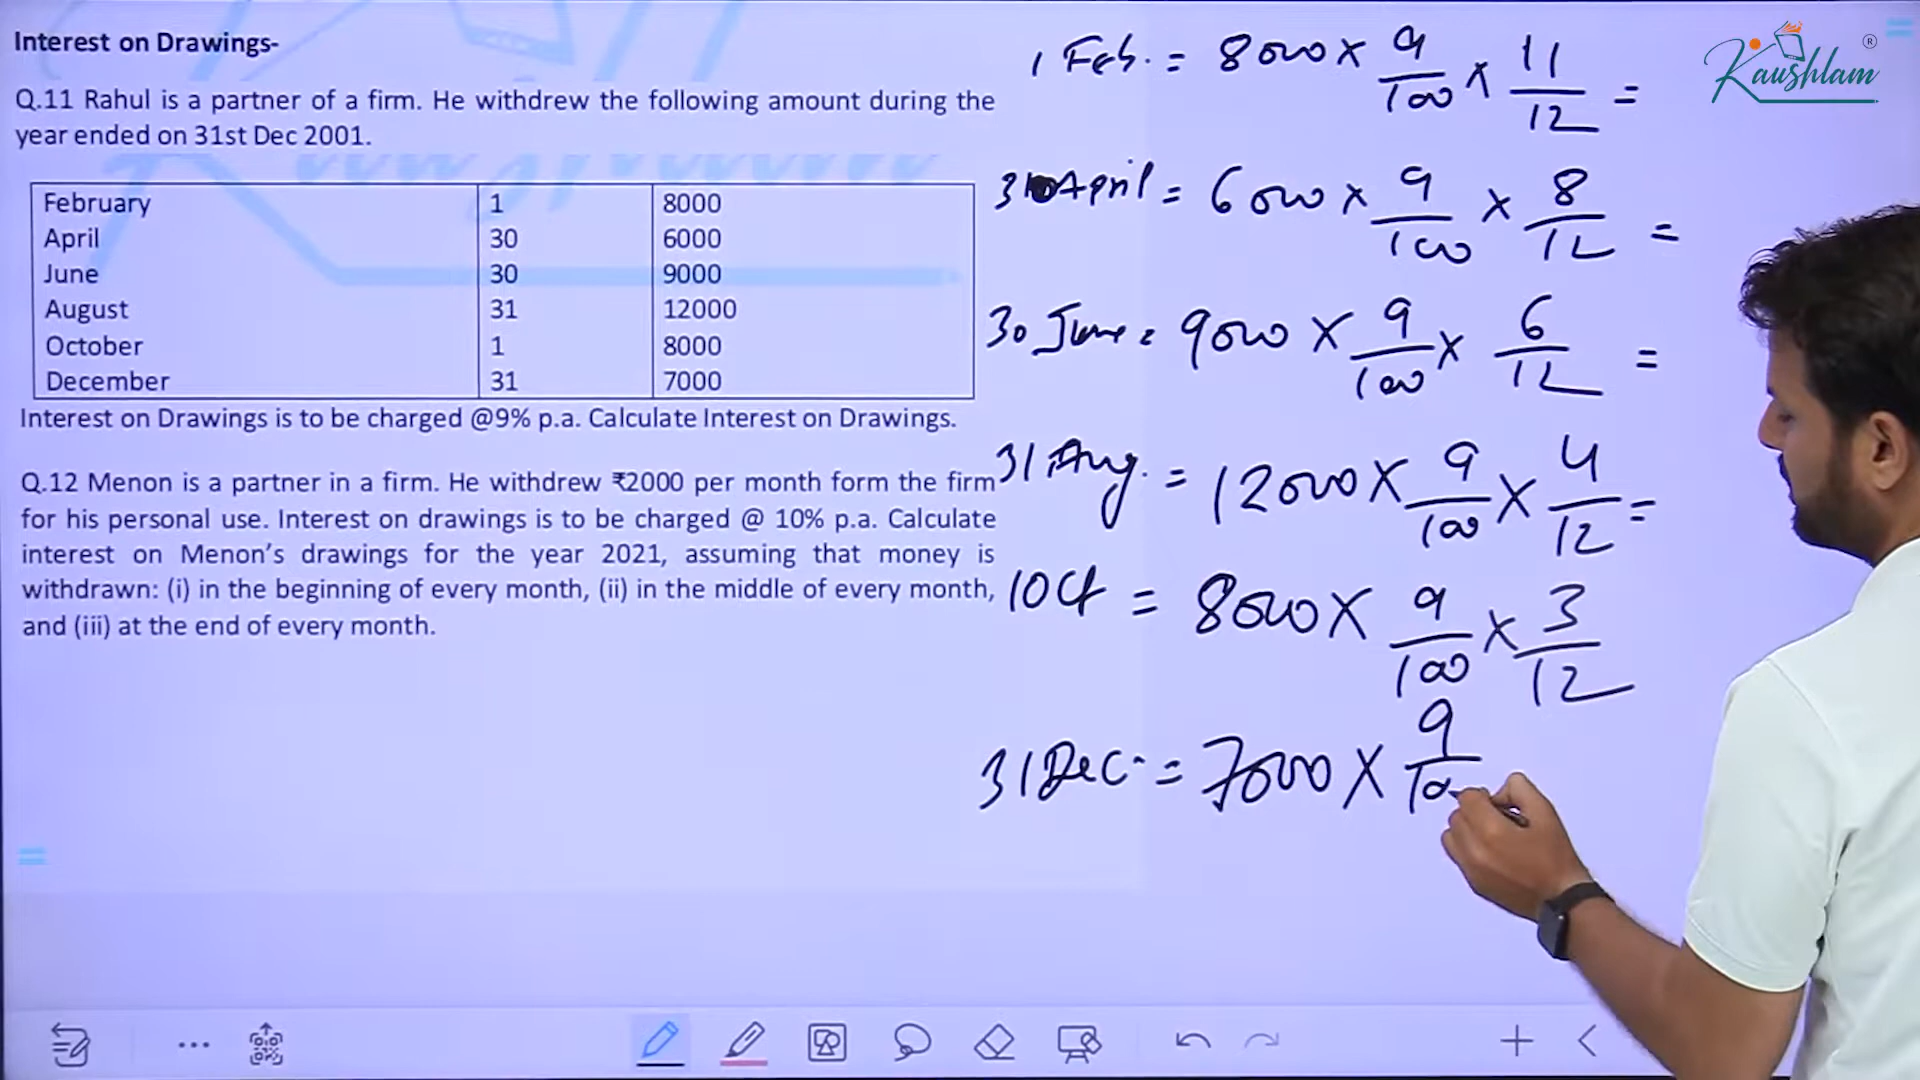 Interest on Drawings-
Q.11 Rahul is a partner of a firm. He withdrew the following amount during the
year ended on 31st Dec 2001.
February 1 8000
April 30 6000
June 30 9000
August 31 12000
October 1 8000
December 31 7000
Interest on Drawings is to be charged @9% p.a. Calculate Interest on Drawings.
Q.12 Menon is a partner in a firm. He withdrew ₹2000 per month form the firm
for his personal use. Interest on drawings is to be charged @ 10% p.a. Calculate
interest on Menon's drawings for the year 2021, assuming that money is
withdrawn: (i) in the beginning of every month, (ii) in the middle of every month,
and (iii) at the end of every month.
1 Feb. = 8000 × 9/100 × 11/12 =
April = 6000 × 9/100 × 8/12 =
30 June = 9000 × 9/100 × 6/12 =
31 Aug. = 12000 × 9/100 × 4/12 =
1 Oct = 8000 × 9/100 × 3/12
31 Dec. = 7000 × 9/100
Kaushlam ®